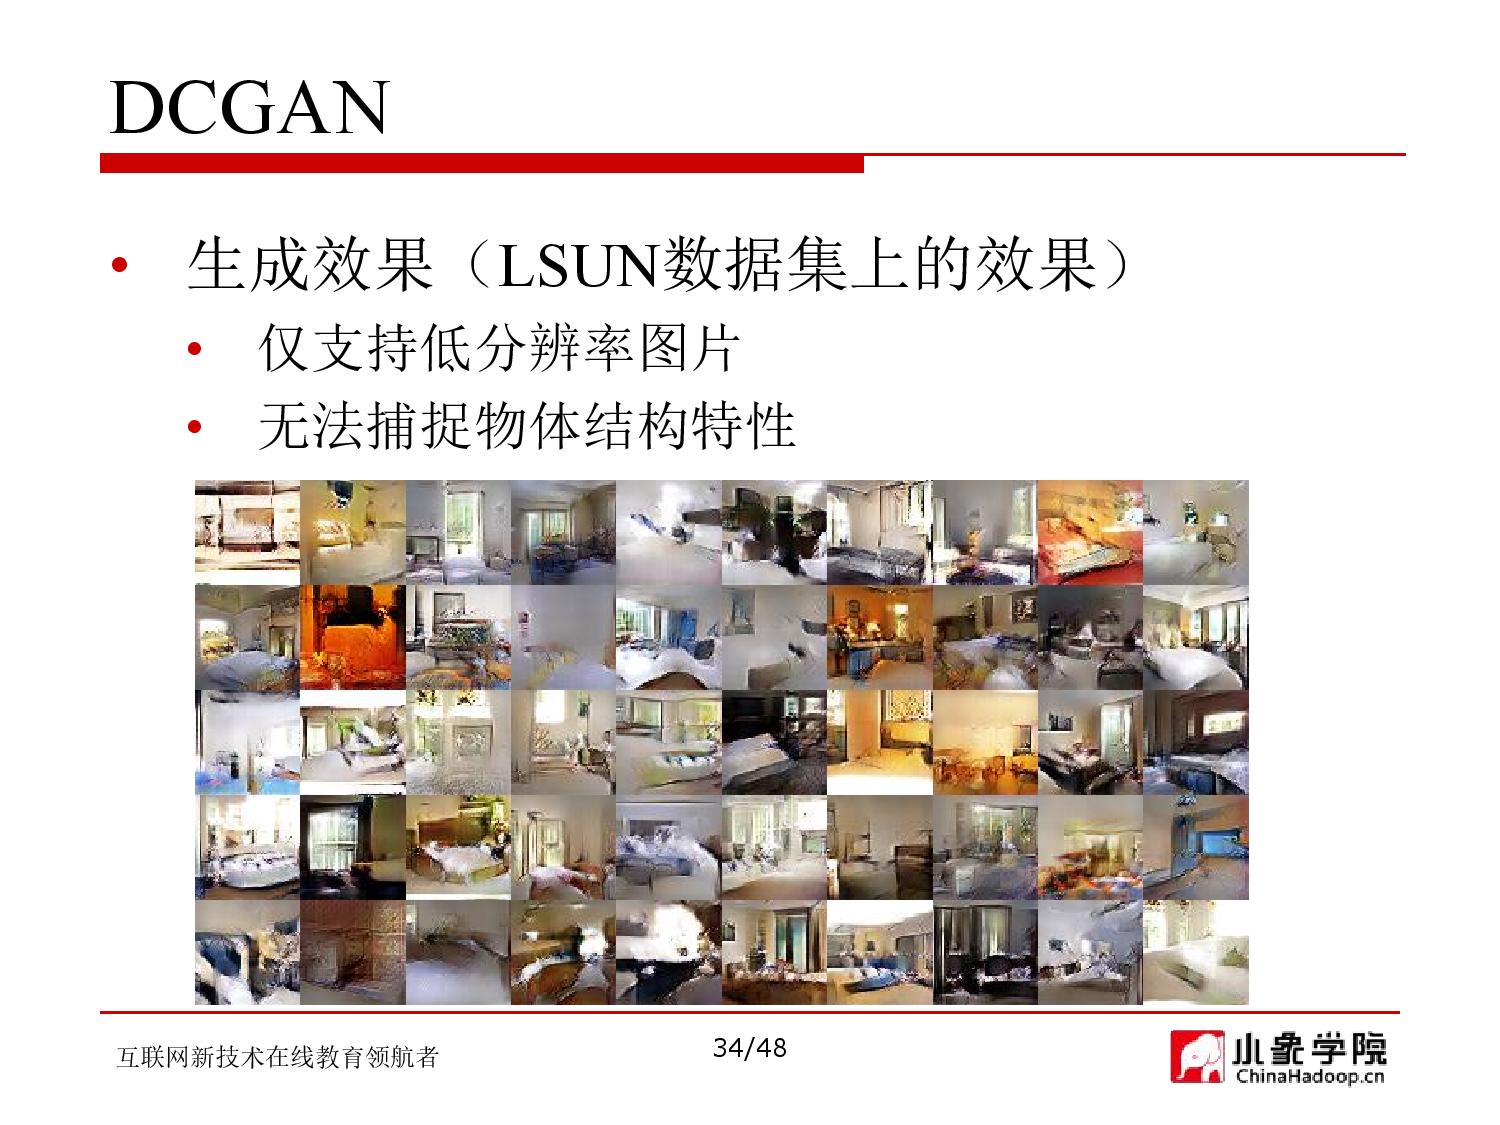 DCGAN
• 生成效果（LSUN数据集上的效果）
• 仅支持低分辨率图片
• 无法捕捉物体结构特性
互联网新技术在线教育领航者
34/48
小象学院
ChinaHadoop.cn